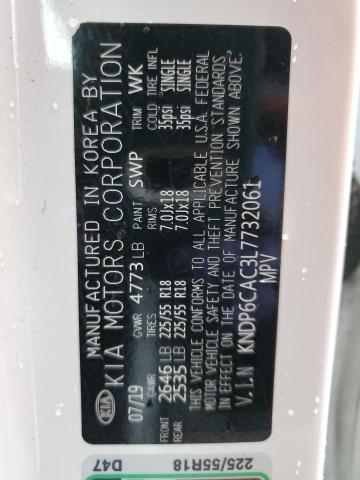 KIA MANUFACTURED IN KOREA BY
KIA MOTORS CORPORATION
07/19 GVWR 4773 LB PAINT SWP TRIM WK
GAWR TIRES RIMS COLD TIRE INFL
FRONT 2646 LB 225/55 R18 7.0JX18 35psi SINGLE
REAR 2535 LB 225/55 R18 7.0JX18 35psi SINGLE
THIS VEHICLE CONFORMS TO ALL APPLICABLE U.S.A. FEDERAL
MOTOR VEHICLE SAFETY AND THEFT PREVENTION STANDARDS
IN EFFECT ON THE DATE OF MANUFACTURE SHOWN ABOVE.
V.I.N KNDP6CAC3L7732061
MPV
D47 225/55R18